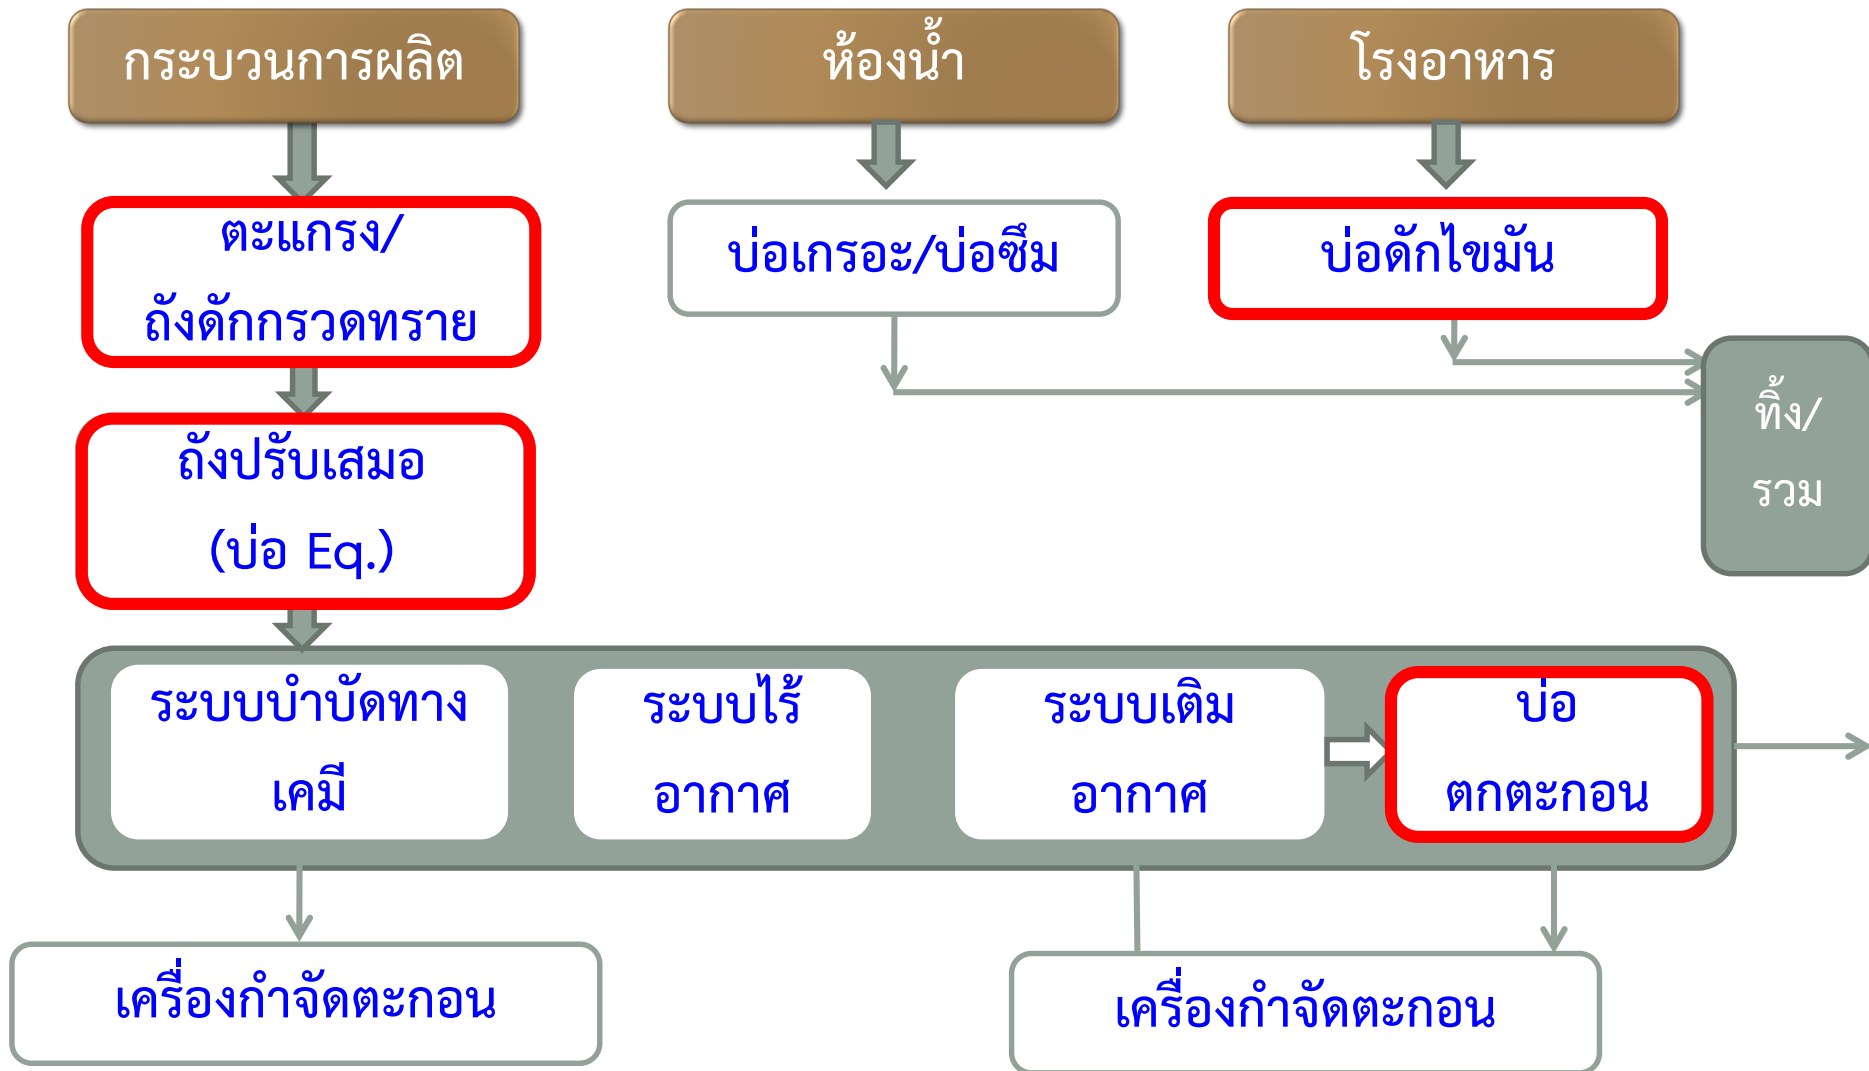 กระบวนการผลิต
ห้องน้ำ
โรงอาหาร
ตะแกรง/
ถังดักกรวดทราย
บ่อเกรอะ/บ่อซึม
บ่อดักไขมัน
ทิ้ง/
รวม
ถังปรับเสมอ
(บ่อ Eq.)
ระบบบำบัดทาง
เคมี
ระบบไร้
อากาศ
ระบบเติม
อากาศ
บ่อ
ตกตะกอน
เครื่องกำจัดตะกอน
เครื่องกำจัดตะกอน